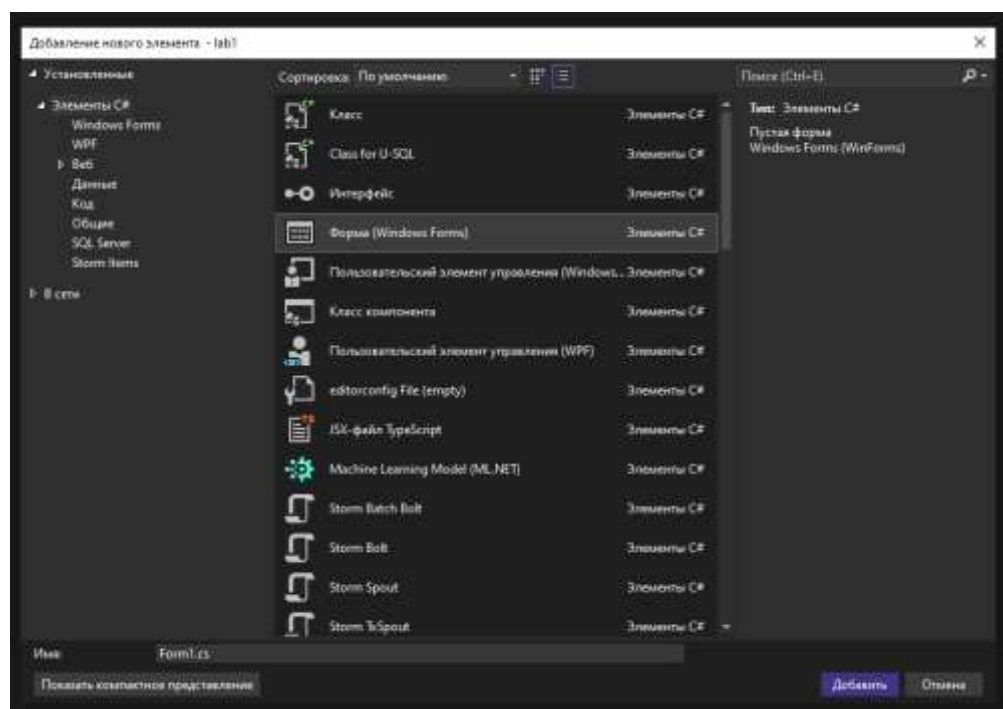 Добавление нового элемента - lab1
Установленные
Сортировка: По умолчанию
Поиск (Ctrl+E)
Элементы C#
Windows Forms
WPF
Веб
Данные
Код
Общие
SQL Server
Storm Items
В сети
Класс Элементы C#
Class for U-SQL Элементы C#
Интерфейс Элементы C#
Форма (Windows Forms) Элементы C#
Пользовательский элемент управления (Windows... Элементы C#
Класс компонента Элементы C#
Пользовательский элемент управления (WPF) Элементы C#
editorconfig File (empty) Элементы C#
JSX-файл TypeScript Элементы C#
Machine Learning Model (ML.NET) Элементы C#
Storm Batch Bolt Элементы C#
Storm Bolt Элементы C#
Storm Spout Элементы C#
Storm TxSpout Элементы C#
Тип: Элементы C#
Пустая форма
Windows Forms (WinForms)
Имя: Form1.cs
Показать компактное представление
Добавить Отмена